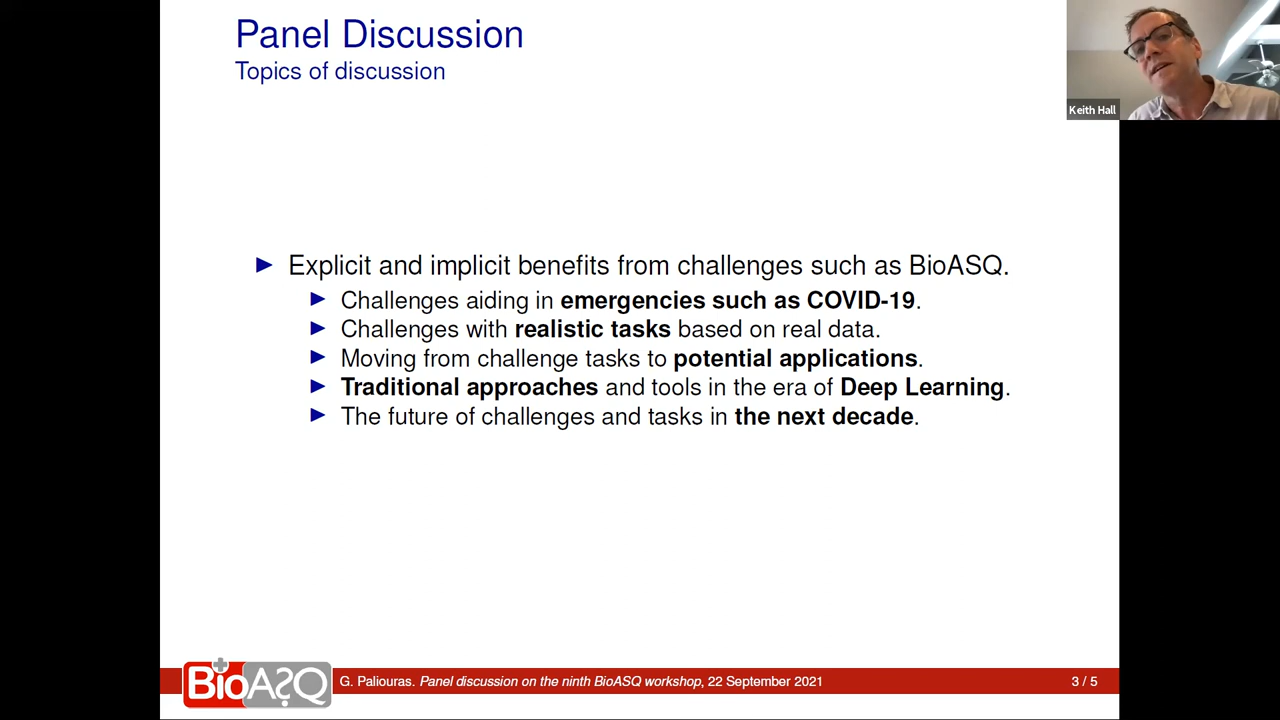 Panel Discussion
Topics of discussion
Keith Hall
Explicit and implicit benefits from challenges such as BioASQ.
Challenges aiding in emergencies such as COVID-19.
Challenges with realistic tasks based on real data.
Moving from challenge tasks to potential applications.
Traditional approaches and tools in the era of Deep Learning.
The future of challenges and tasks in the next decade.
BioASQ
G. Paliouras. Panel discussion on the ninth BioASQ workshop, 22 September 2021
3 / 5